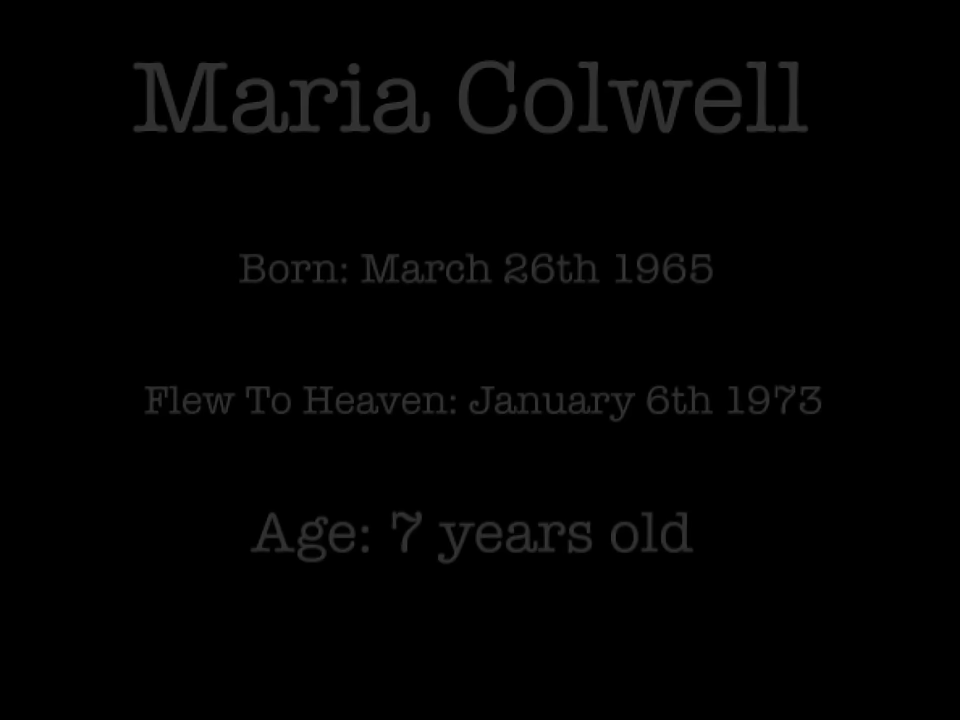 Maria Colwell
Born: March 26th 1965
Flew To Heaven: January 6th 1973
Age: 7 years old